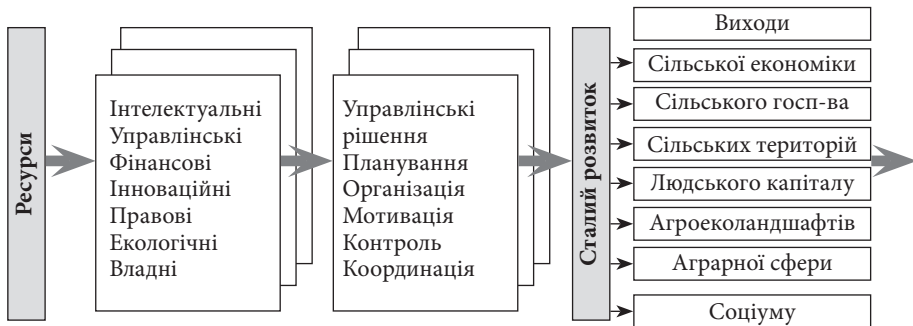 Ресурси
Інтелектуальні
Управлінські
Фінансові
Інноваційні
Правові
Екологічні
Владні
Управлінські
рішення
Планування
Організація
Мотивація
Контроль
Координація
Сталий розвиток
Виходи
Сільської економіки
Сільського госп-ва
Сільських територій
Людського капіталу
Агроеколандшафтів
Аграрної сфери
Соціуму